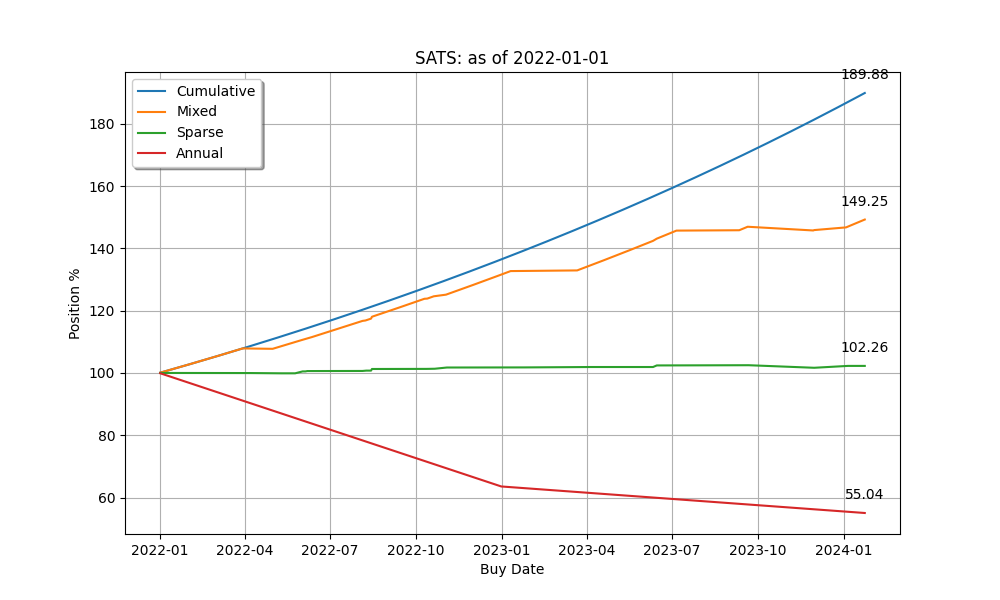 SATS: as of 2022-01-01
Cumulative
Mixed
Sparse
Annual
189.88
149.25
102.26
55.04
180
160
140
120
100
80
60
Position %
2022-01 2022-04 2022-07 2022-10 2023-01 2023-04 2023-07 2023-10 2024-01
Buy Date